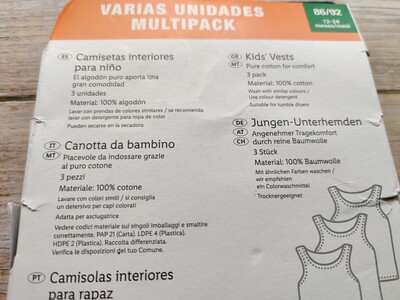 VARIAS UNIDADES
MULTIPACK
86/92
12-24
meses/mesi
ES Camisetas interiores
para niño
El algodón puro aporta una
gran comodidad
3 unidades
Material: 100% algodón
Lavar con prendas de colores similares / se recomienda
lavar con detergente para ropa de color
Pueden secarse en la secadora
IT Canotta da bambino
MT Piacevole da indossare grazie
al puro cotone
3 pezzi
Materiale: 100% cotone
Lavare con colori simili / si consiglia
un detersivo per capi colorati
Adatta per asciugatrice
Vedere codici materiale sui singoli imballaggi e smaltire
correttamente. PAP 21 (Carta). LDPE 4 (Plastica).
HDPE 2 (Plastica). Raccolta differenziata.
Verifica le disposizioni del tuo Comune.
PT Camisolas interiores
para rapaz
GB Kids' Vests
MT Pure cotton for comfort
3 pack
Material: 100% cotton
Wash with similar colours /
Use colour detergent
Suitable for tumble dryers
DE Jungen-Unterhemden
AT Angenehmer Tragekomfort
CH durch reine Baumwolle
3 Stück
Material: 100% Baumwolle
Mit ähnlichen Farben waschen /
wir empfehlen
ein Colorwaschmittel
Trocknergeeignet